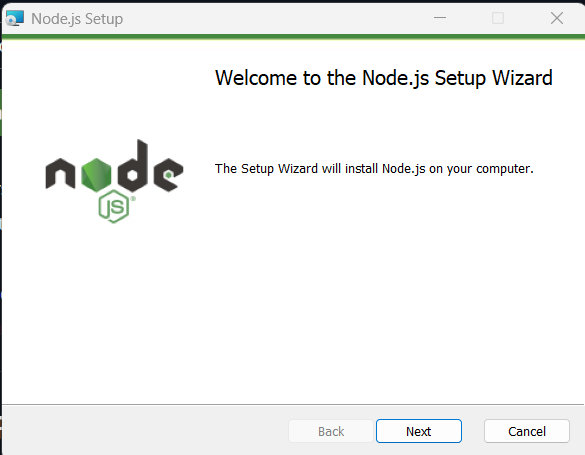 Node.js Setup
Welcome to the Node.js Setup Wizard
The Setup Wizard will install Node.js on your computer.
node
JS
Back
Next
Cancel